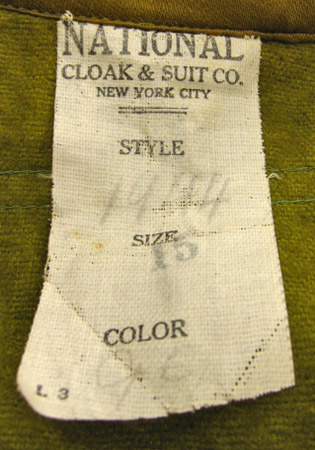 NATIONAL
CLOAK & SUIT CO.
NEW YORK CITY
STYLE
SIZE
15
COLOR
L. 3